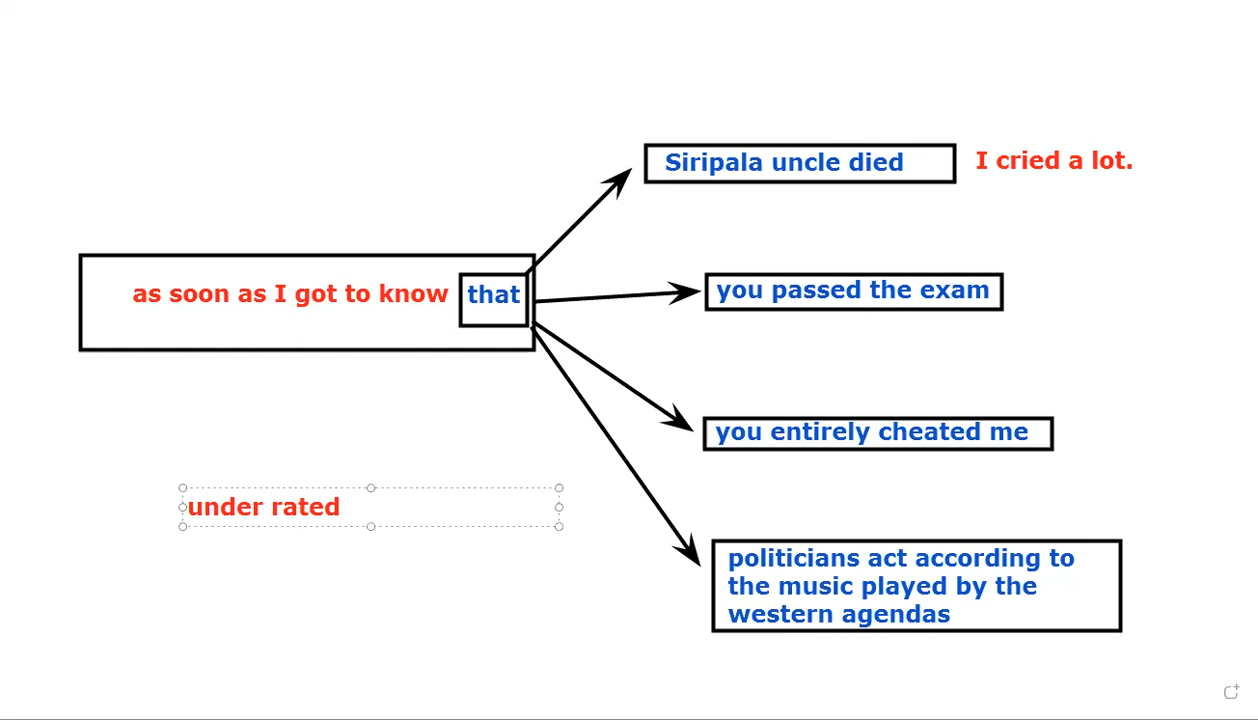 Siripala uncle died
I cried a lot.
as soon as I got to know that
you passed the exam
you entirely cheated me
under rated
politicians act according to
the music played by the
western agendas